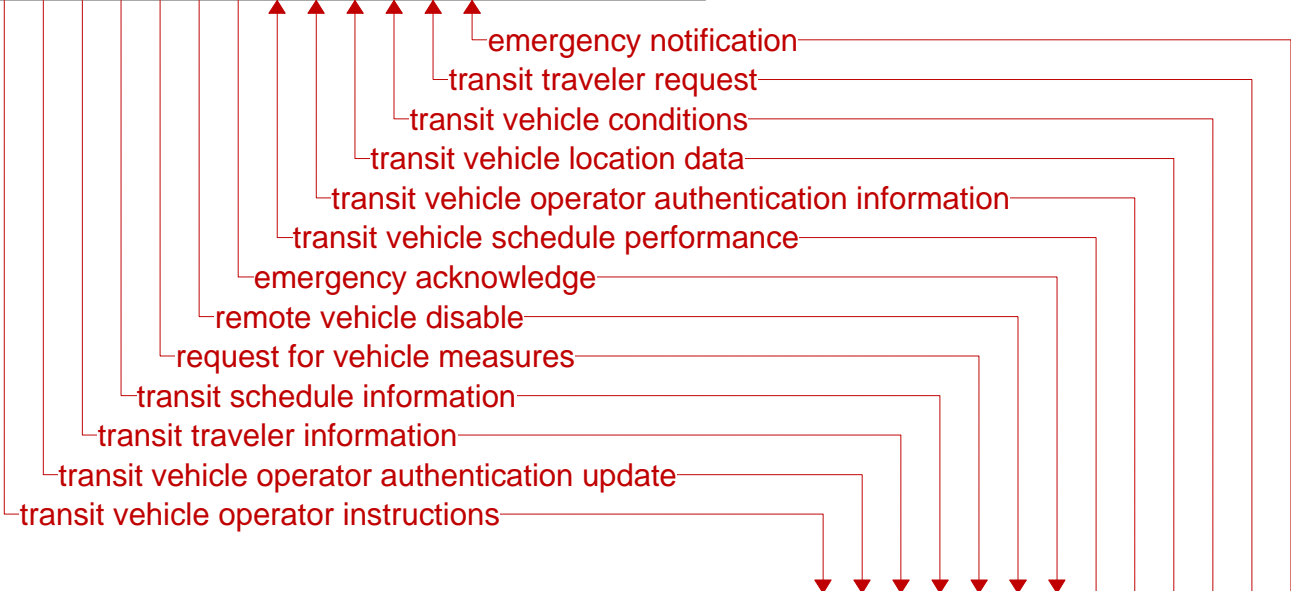 emergency notification
transit traveler request
transit vehicle conditions
transit vehicle location data
transit vehicle operator authentication information
transit vehicle schedule performance
emergency acknowledge
remote vehicle disable
request for vehicle measures
transit schedule information
transit traveler information
transit vehicle operator authentication update
transit vehicle operator instructions